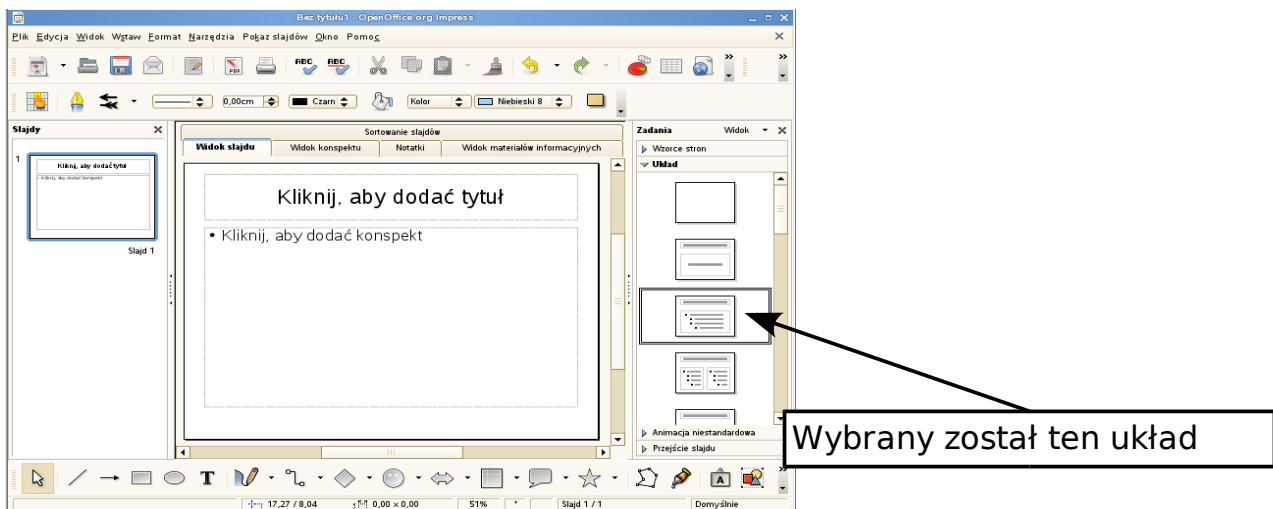 Bez tytułu1 - OpenOffice.org Impress
Plik Edycja Widok Wstaw Format Narzędzia Pokaz slajdów Okno Pomoc
PDF ABC ABC
0,00cm Czarn Kolor Niebieski 8
Slajdy
1
Kliknij, aby dodać tytuł
• Kliknij, aby dodać konspekt
Slajd 1
Sortowanie slajdów
Widok slajdu Widok konspektu Notatki Widok materiałów informacyjnych
Kliknij, aby dodać tytuł
• Kliknij, aby dodać konspekt
Zadania Widok
Wzorce stron
Układ
Animacja niestandardowa
Przejście slajdu
Wybrany został ten układ
T A
17,27 / 8,04 0,00 x 0,00 51% * Slajd 1 / 1 Domyślnie